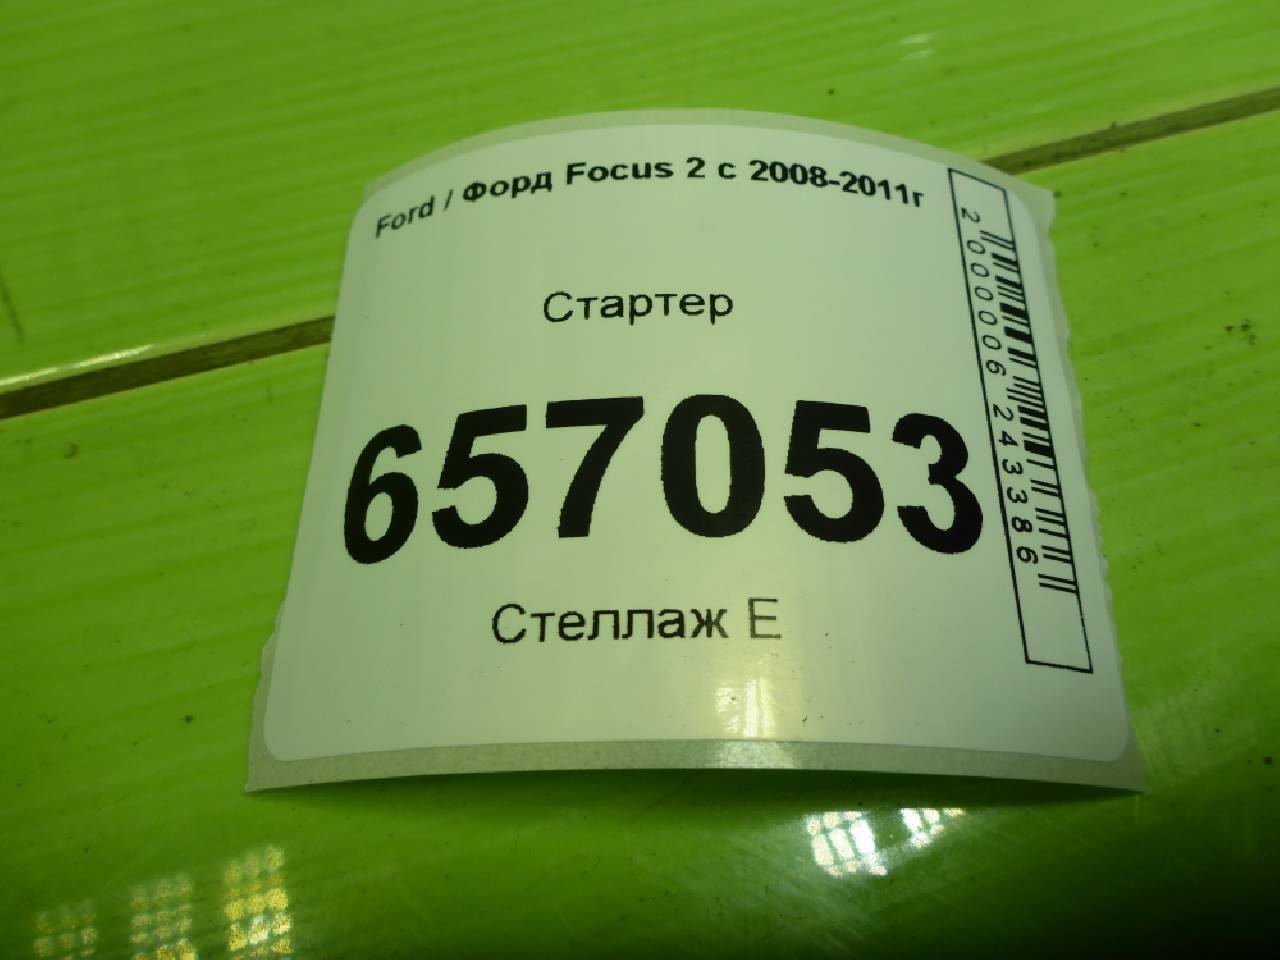 Ford / Форд Focus 2 с 2008-2011г
Стартер
657053
Стеллаж Е
2000006243386